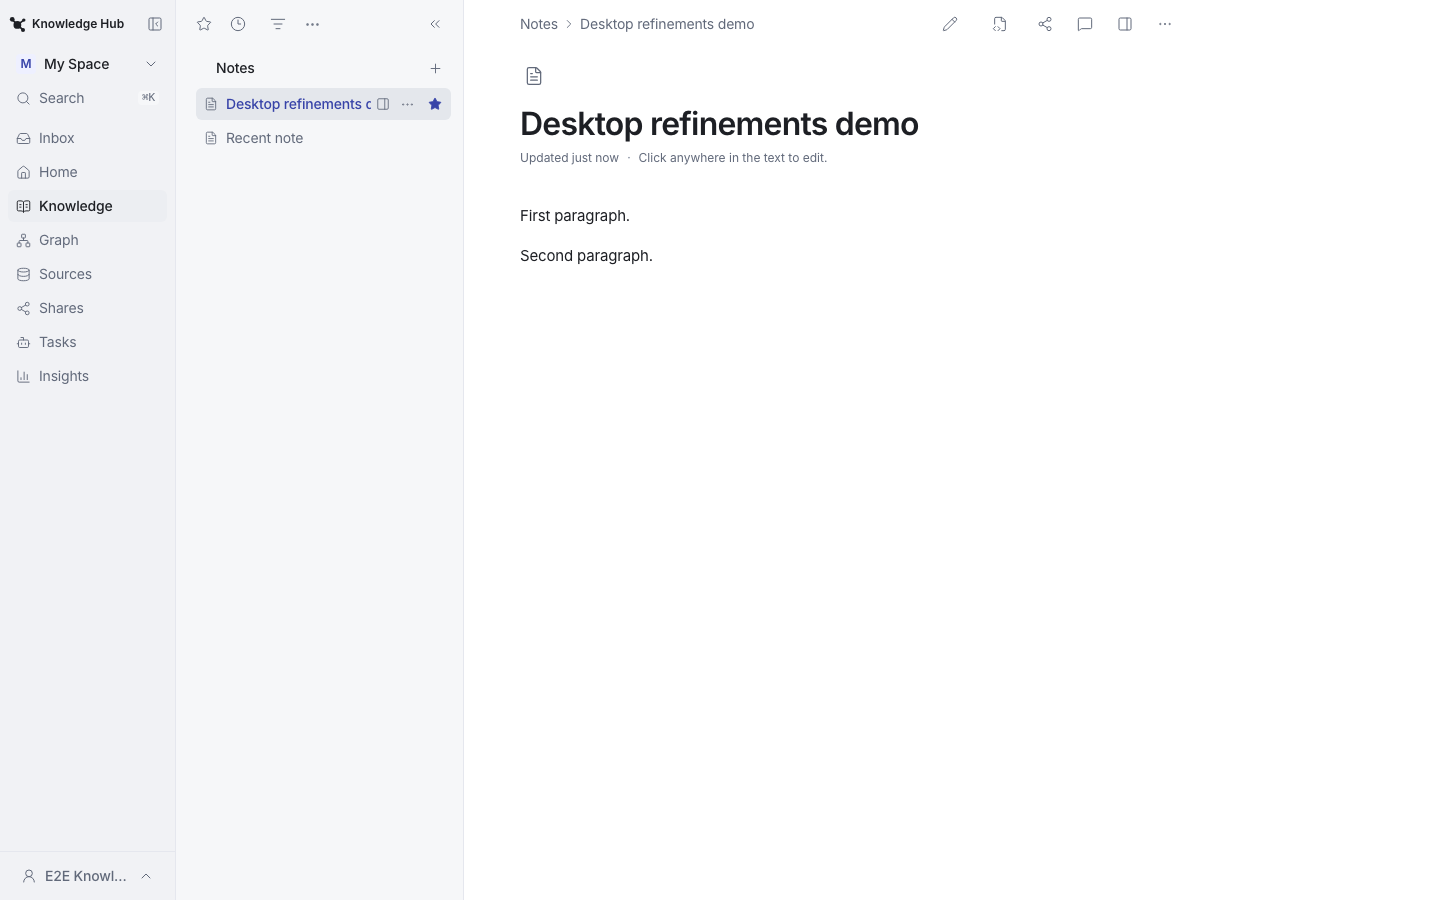 Knowledge Hub
M My Space
Search ⌘K
Inbox
Home
Knowledge
Graph
Sources
Shares
Tasks
Insights
E2E Knowl...
Notes
Desktop refinements
Recent note
Notes > Desktop refinements demo
Desktop refinements demo
Updated just now · Click anywhere in the text to edit.
First paragraph.
Second paragraph.